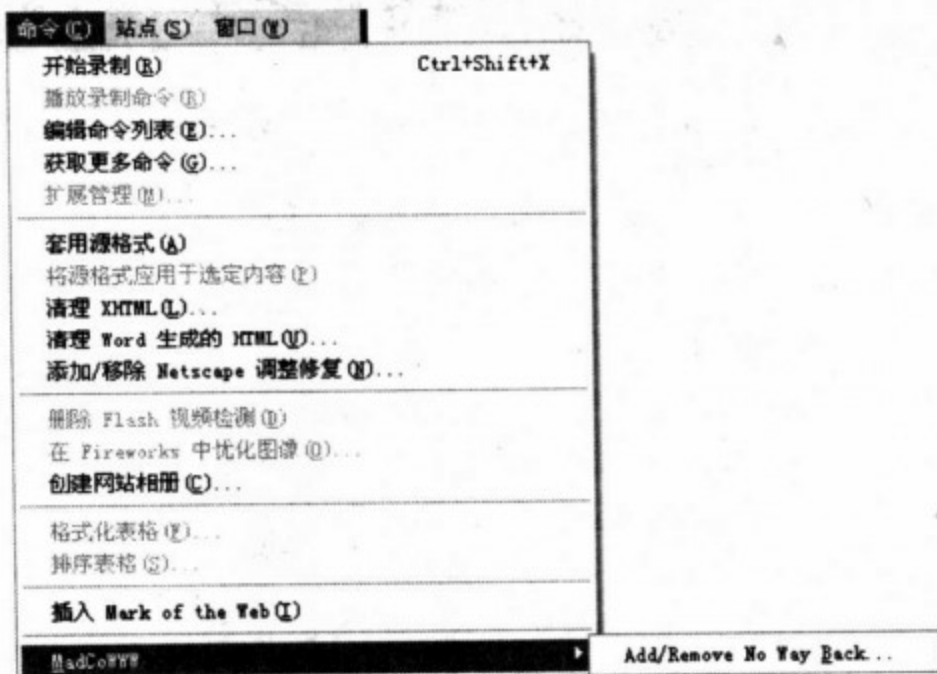 命令(C) 站点(S) 窗口(W)
开始录制(R) Ctrl+Shift+X
播放录制命令(R)
编辑命令列表(E)...
获取更多命令(G)...
扩展管理(M)...
套用源格式(A)
将源格式应用于选定内容(P)
清理 XHTML(L)...
清理 Word 生成的 HTML(U)...
添加/移除 Netscape 调整修复(N)...
删除 Flash 视频检测(D)
在 Fireworks 中优化图像(O)...
创建网站相册(C)...
格式化表格(F)...
排序表格(S)...
插入 Mark of the Web(I)
MadCoWWW Add/Remove No Way Back...